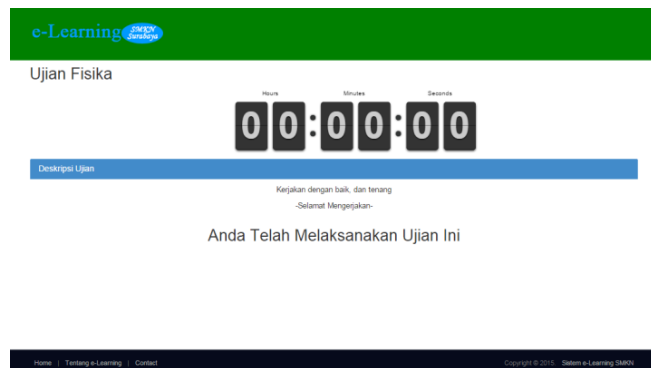 e-Learning SMKN Surabaya
Ujian Fisika
Hours Minutes Seconds
00:00:00
Deskripsi Ujian
Kerjakan dengan baik, dan tenang
-Selamat Mengerjakan-
Anda Telah Melaksanakan Ujian Ini
Home | Tentang e-Learning | Contact Copyright © 2015 Sistem e-Learning SMKN